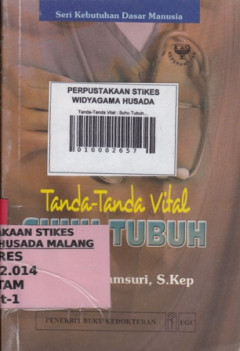 Seri Kebutuhan Dasar Manusia
PERPUSTAKAAN STIKES
WIDYAGAMA HUSADA
Tanda-Tanda Vital : Suhu Tubuh...
010002657
Tanda-Tanda Vital
TUBUH
AKAAN STIKES
HUSADA MALANG
RES
2.014
TAM
t-1
amsuri, S.Kep
PENERBIT BUKU KEDOKTERAN EGC